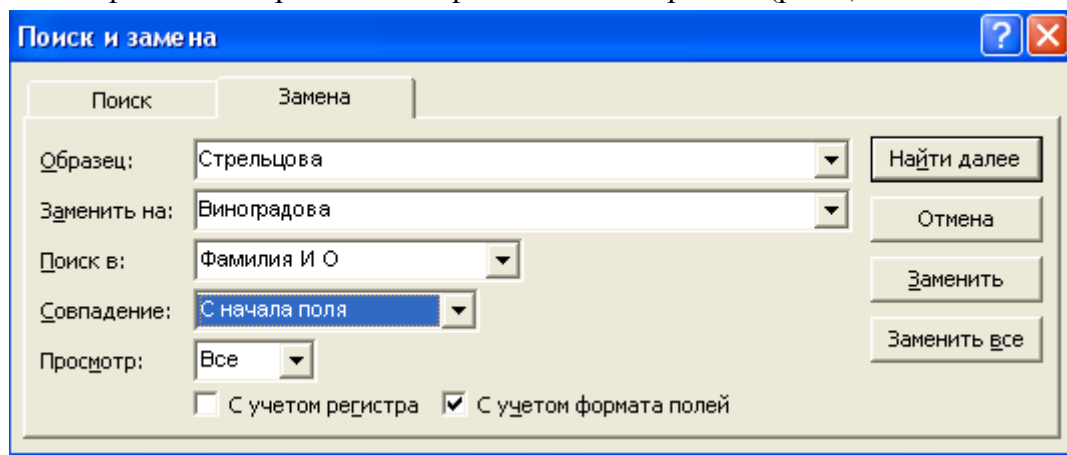 Поиск и замена
Поиск Замена
Образец: Стрельцова Найти далее
Заменить на: Виноградова Отмена
Поиск в: Фамилия И О Заменить
Совпадение: С начала поля
Просмотр: Все Заменить все
С учетом регистра С учетом формата полей